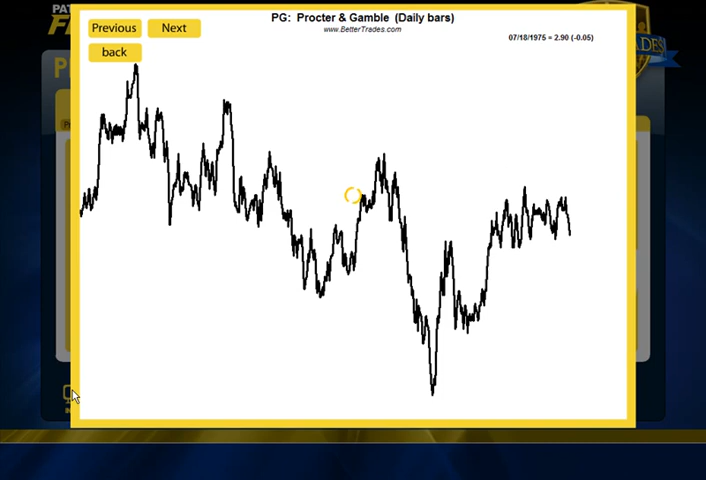 PG: Procter & Gamble (Daily bars)
Previous
Next
www.BetterTrades.com
07/18/1975 = 2.90 (-0.05)
back